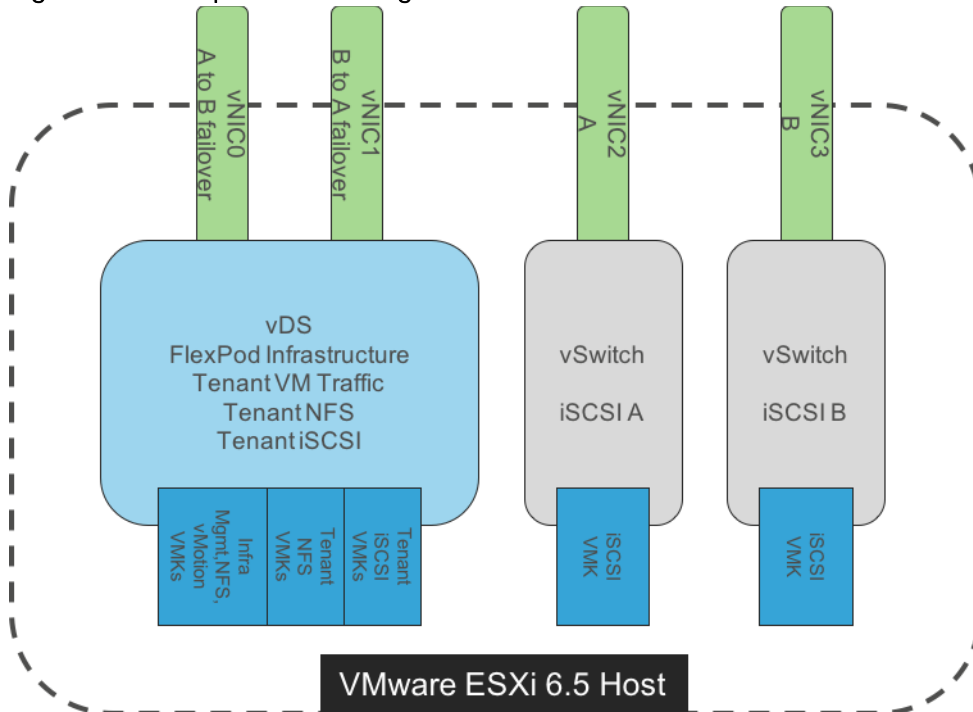 vNIC0
A to B failover
vNIC1
B to A failover
vNIC2
A
vNIC3
B
vDS
FlexPod Infrastructure
Tenant VM Traffic
Tenant NFS
Tenant iSCSI
vSwitch
iSCSI A
vSwitch
iSCSI B
Infra
Mgmt,NFS,
vMotion
VMKs
Tenant
NFS
VMKs
Tenant
iSCSI
VMKs
iSCSI
VMK
iSCSI
VMK
VMware ESXi 6.5 Host